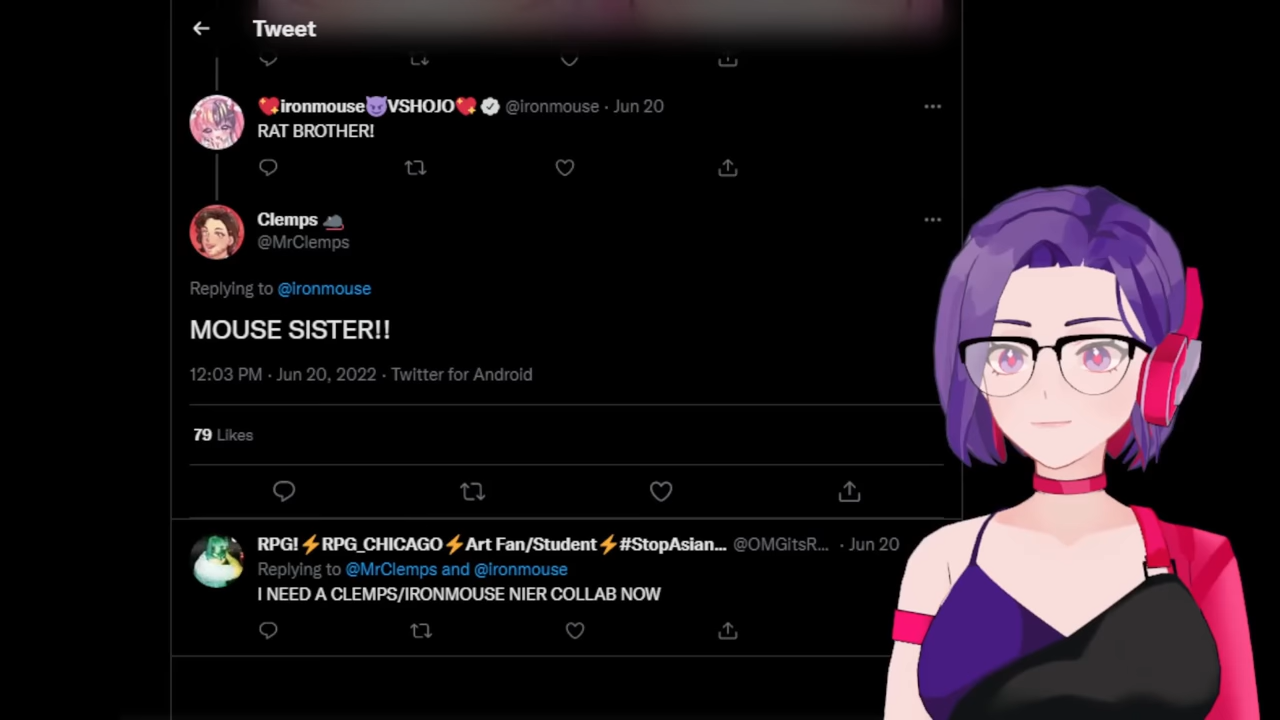 Tweet
💖ironmouse😈VSHOJO💖 @ironmouse · Jun 20
RAT BROTHER!
Clemps 🐀
@MrClemps
Replying to @ironmouse
MOUSE SISTER!!
12:03 PM · Jun 20, 2022 · Twitter for Android
79 Likes
RPG!⚡RPG_CHICAGO⚡Art Fan/Student⚡#StopAsian... @OMGitsR... · Jun 20
Replying to @MrClemps and @ironmouse
I NEED A CLEMPS/IRONMOUSE NIER COLLAB NOW